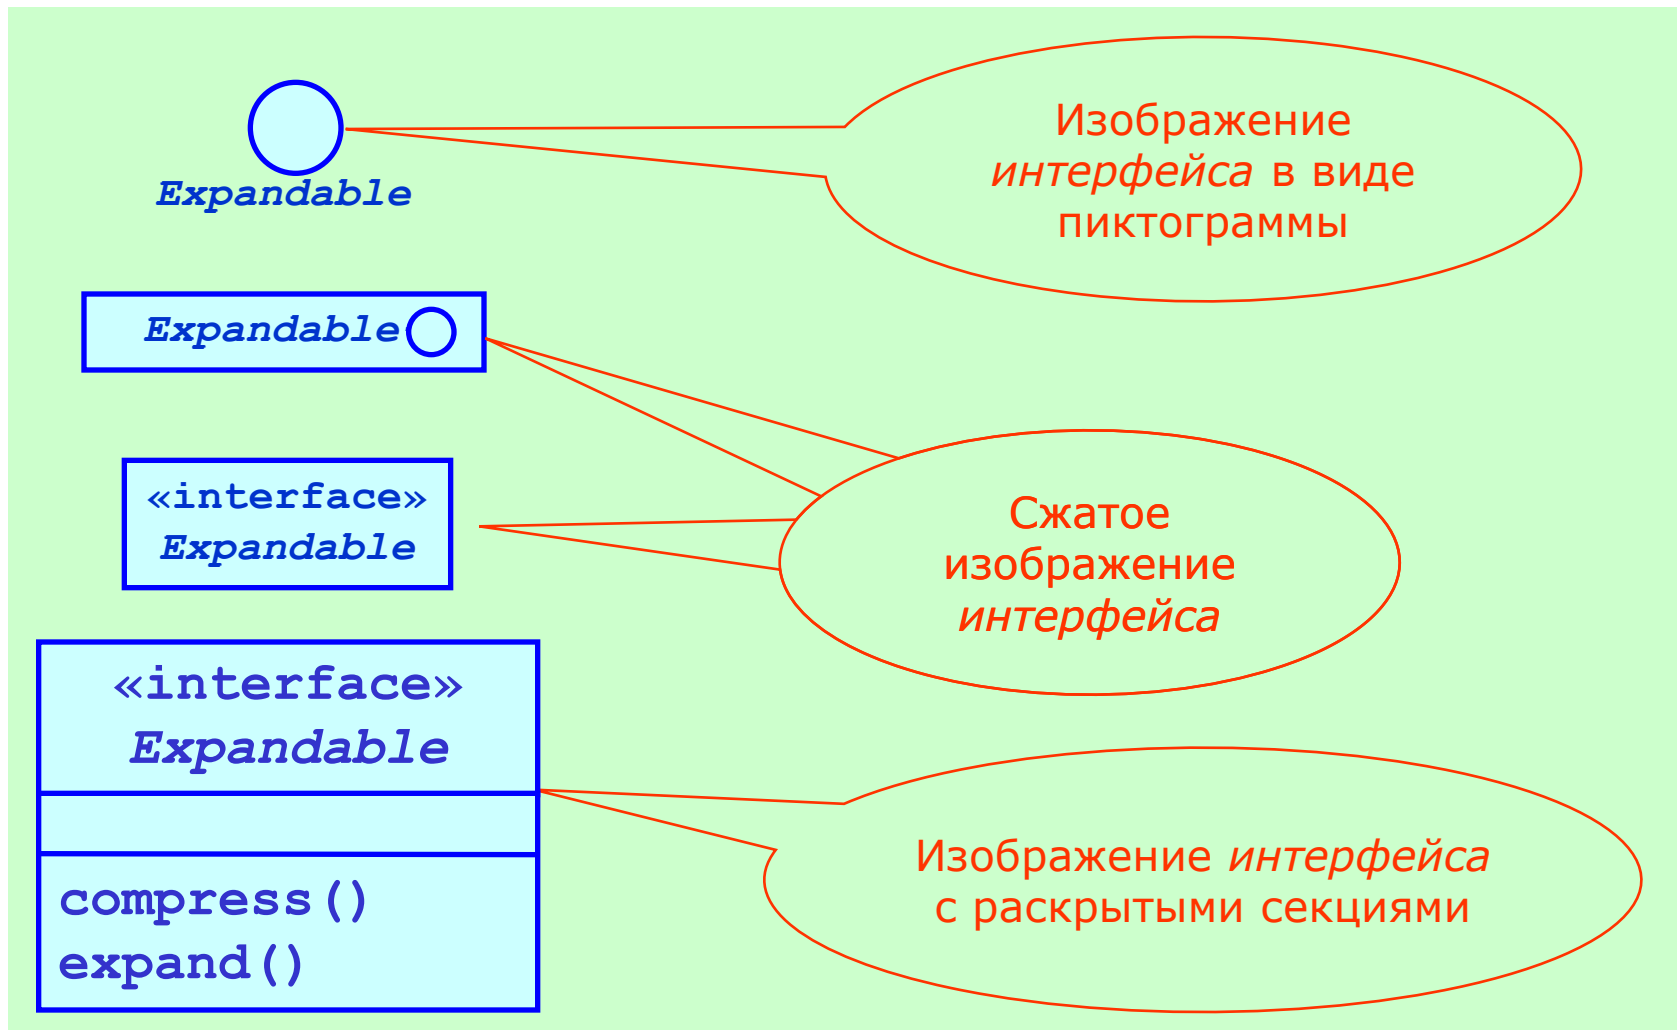 Expandable
Изображение
интерфейса в виде
пиктограммы
Expandable
«interface»
Expandable
Сжатое
изображение
интерфейса
«interface»
Expandable
compress()
expand()
Изображение интерфейса
с раскрытыми секциями